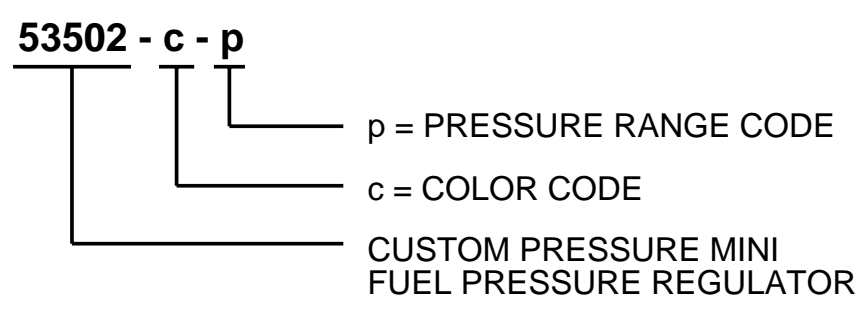 53502 - c - p
p = PRESSURE RANGE CODE
c = COLOR CODE
CUSTOM PRESSURE MINI
FUEL PRESSURE REGULATOR